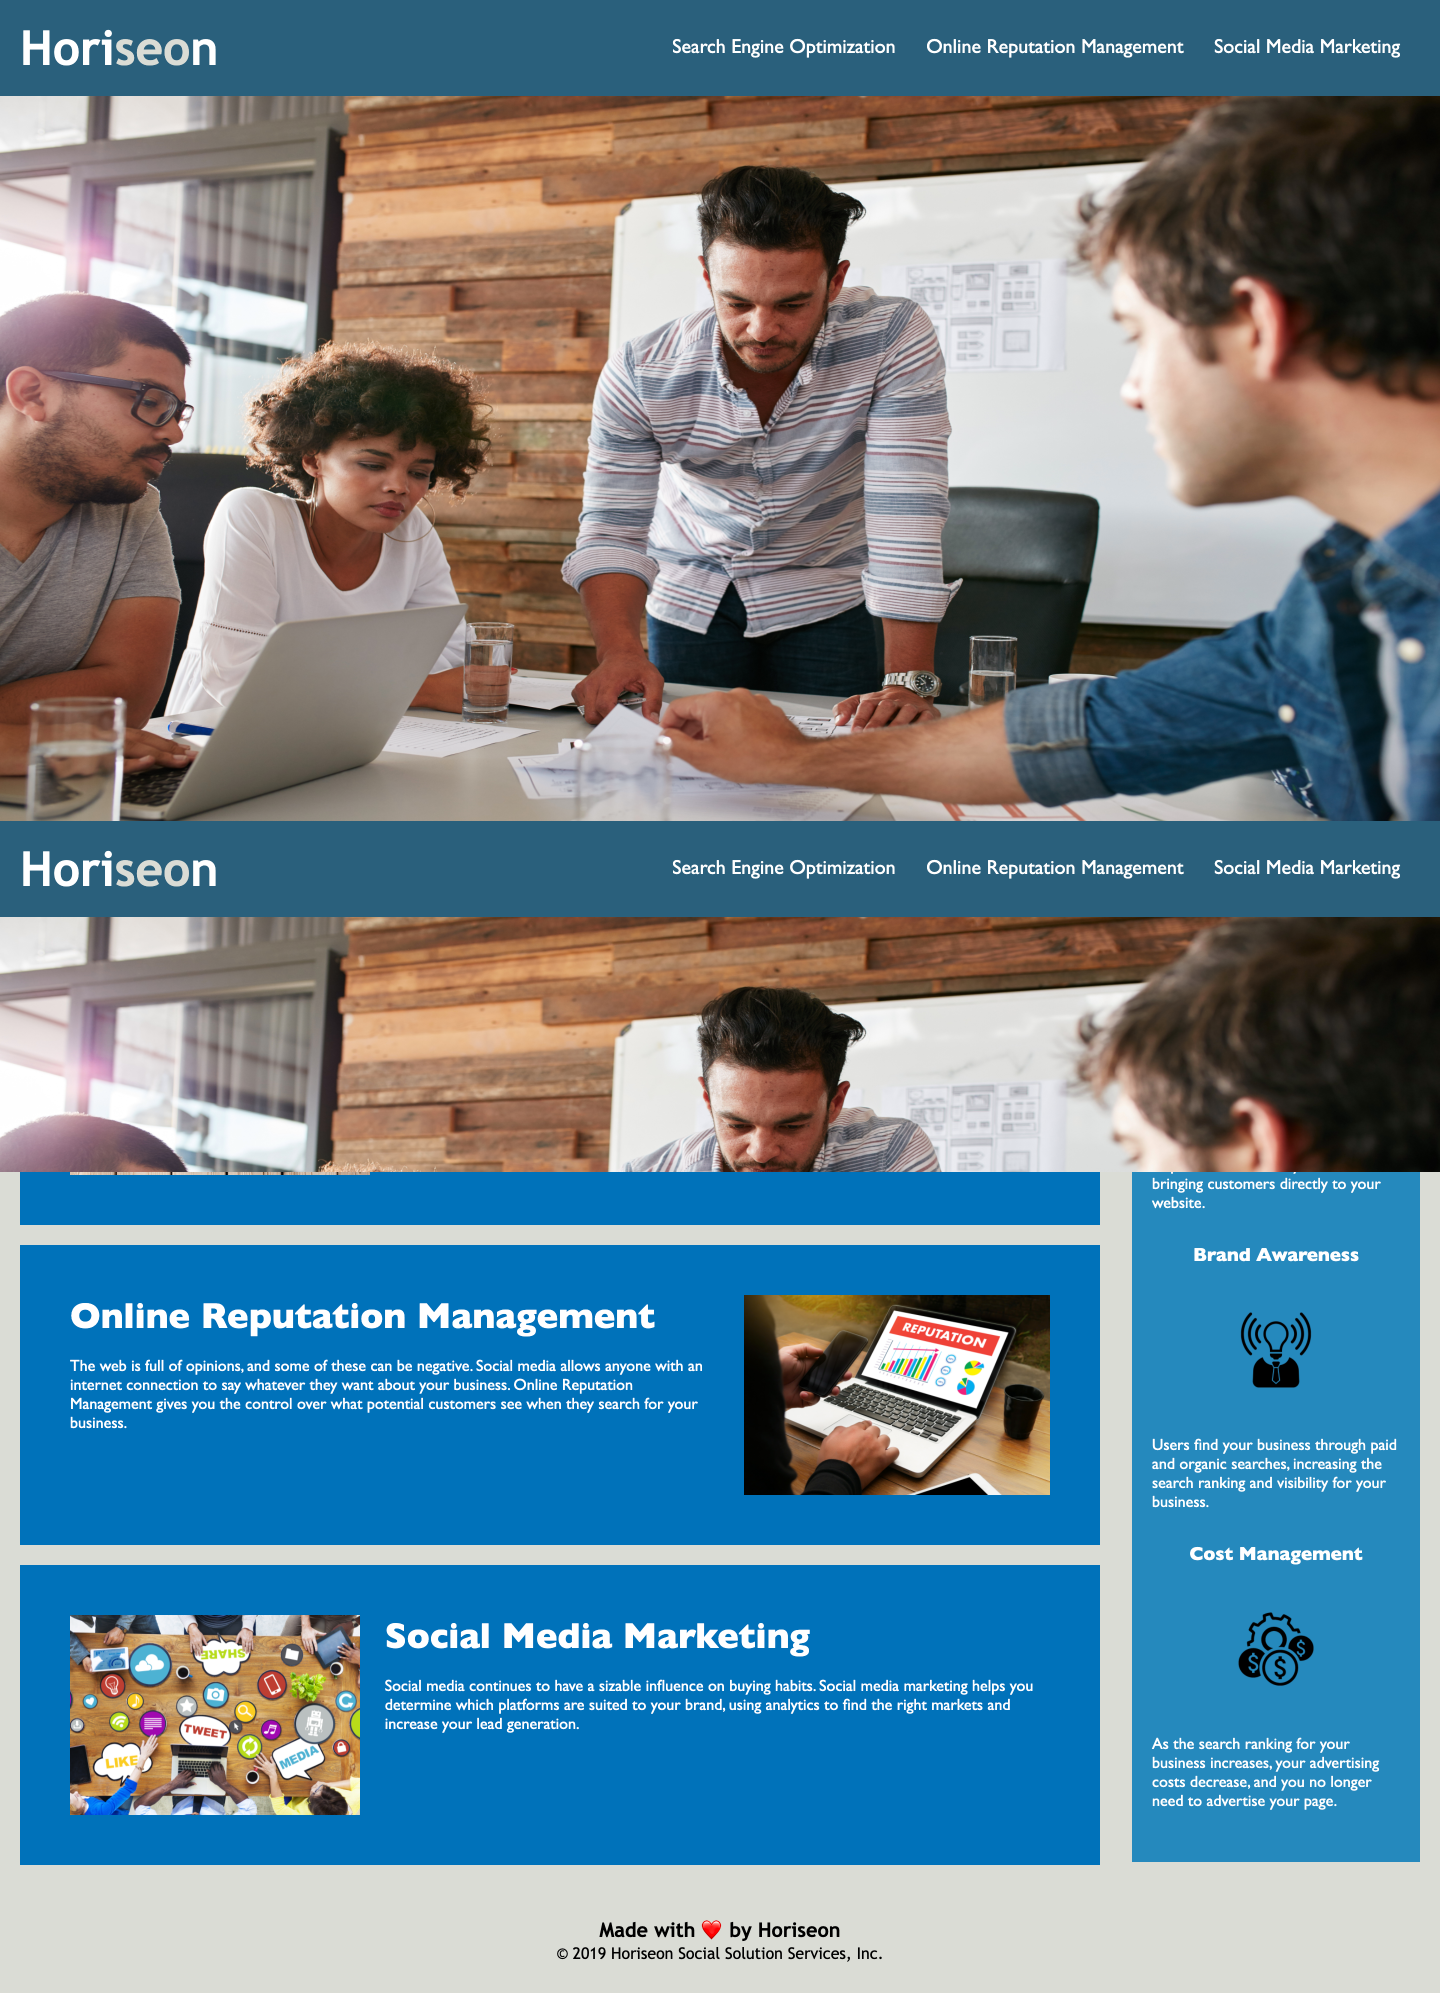 Horiseon
Search Engine Optimization Online Reputation Management Social Media Marketing
Horiseon
Search Engine Optimization Online Reputation Management Social Media Marketing
bringing customers directly to your
website.
Online Reputation Management
The web is full of opinions, and some of these can be negative. Social media allows anyone with an
internet connection to say whatever they want about your business. Online Reputation
Management gives you the control over what potential customers see when they search for your
business.
REPUTATION
Social Media Marketing
Social media continues to have a sizable influence on buying habits. Social media marketing helps you
determine which platforms are suited to your brand, using analytics to find the right markets and
increase your lead generation.
SHARE
TWEET
LIKE
MEDIA
Brand Awareness
Users find your business through paid
and organic searches, increasing the
search ranking and visibility for your
business.
Cost Management
$ $ $
As the search ranking for your
business increases, your advertising
costs decrease, and you no longer
need to advertise your page.
Made with ❤️ by Horiseon
© 2019 Horiseon Social Solution Services, Inc.